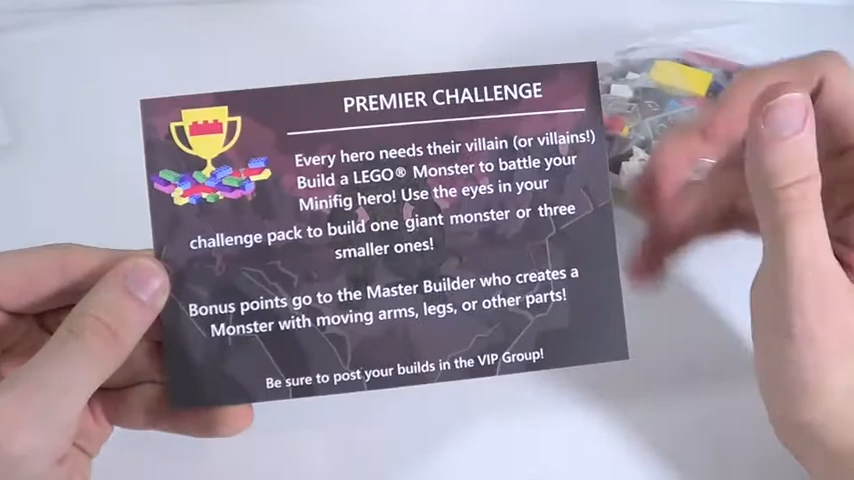 PREMIER CHALLENGE
Every hero needs their villain (or villains!)
Build a LEGO® Monster to battle your
Minifig hero! Use the eyes in your
challenge pack to build one giant monster or three
smaller ones!
Bonus points go to the Master Builder who creates a
Monster with moving arms, legs, or other parts!
Be sure to post your builds in the VIP Group!